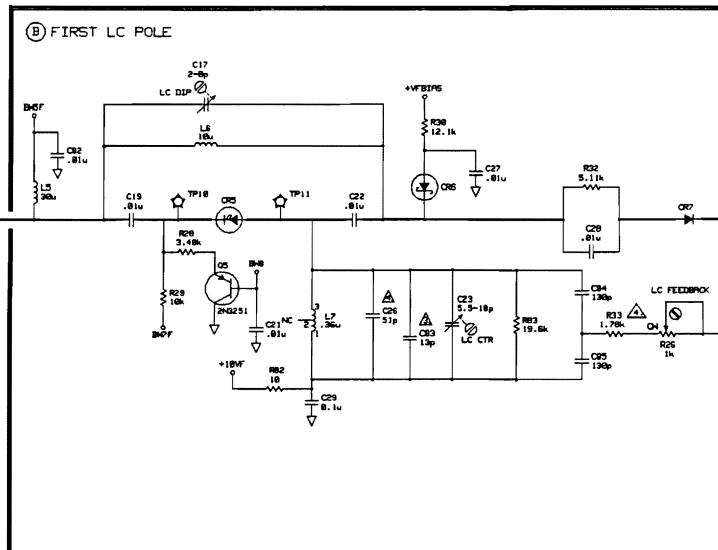 B FIRST LC POLE
C17
2-8p
LC DIP
+VFBIAS
BW5F
R30
12.1k
C82
.01u
L6
10u
L5
30u
C27
.01u
CR6
R32
5.11k
C19
.01u
TP10
CR5
TP11
C22
.01u
CR7
C28
.01u
R28
3.48k
Q5
BW8
2N3251
R29
10k
BW7F
C21
.01u
NC
3
2
1
L7
.36u
4
C26
51p
3
C83
13p
C23
5.5-18p
LC CTR
R83
19.6k
C84
130p
C85
130p
R33
1.78k
4
LC FEEDBACK
CW
R26
1k
+10VF
R82
10
C29
0.1u